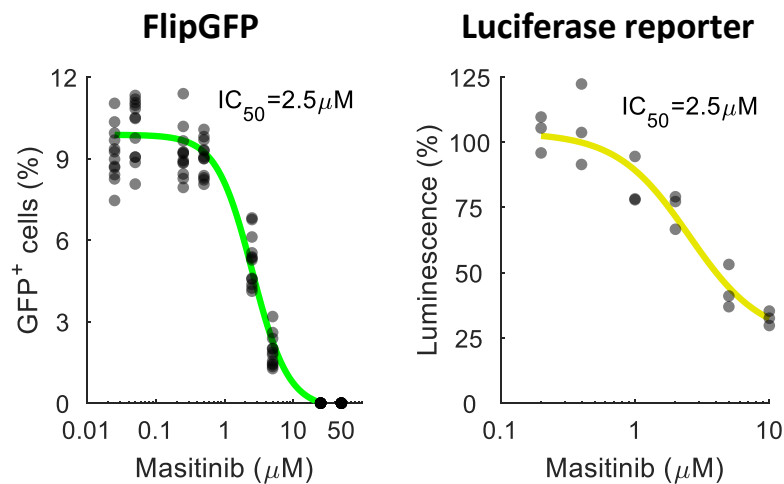 FlipGFP
Luciferase reporter
12
9
6
3
0
GFP+ cells (%)
IC50=2.5μM
0.01
0.1
1
10
50
Masitinib (μM)
125
100
75
50
25
0
Luminescence (%)
IC50=2.5μM
0.1
1
10
Masitinib (μM)